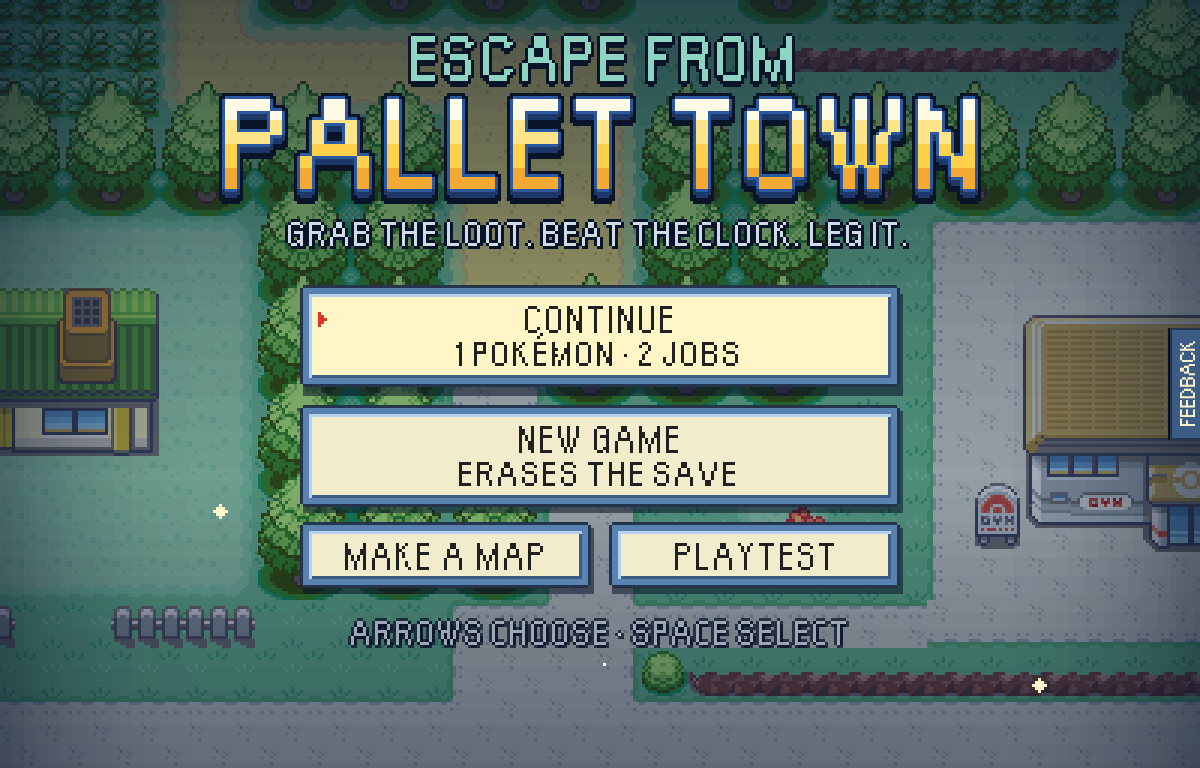 ESCAPE FROM
PALLET TOWN
GRAB THE LOOT. BEAT THE CLOCK. LEG IT.
CONTINUE
1 POKÉMON · 2 JOBS
NEW GAME
ERASES THE SAVE
MAKE A MAP
PLAYTEST
ARROWS CHOOSE · SPACE SELECT
FEEDBACK
GYM
GYM